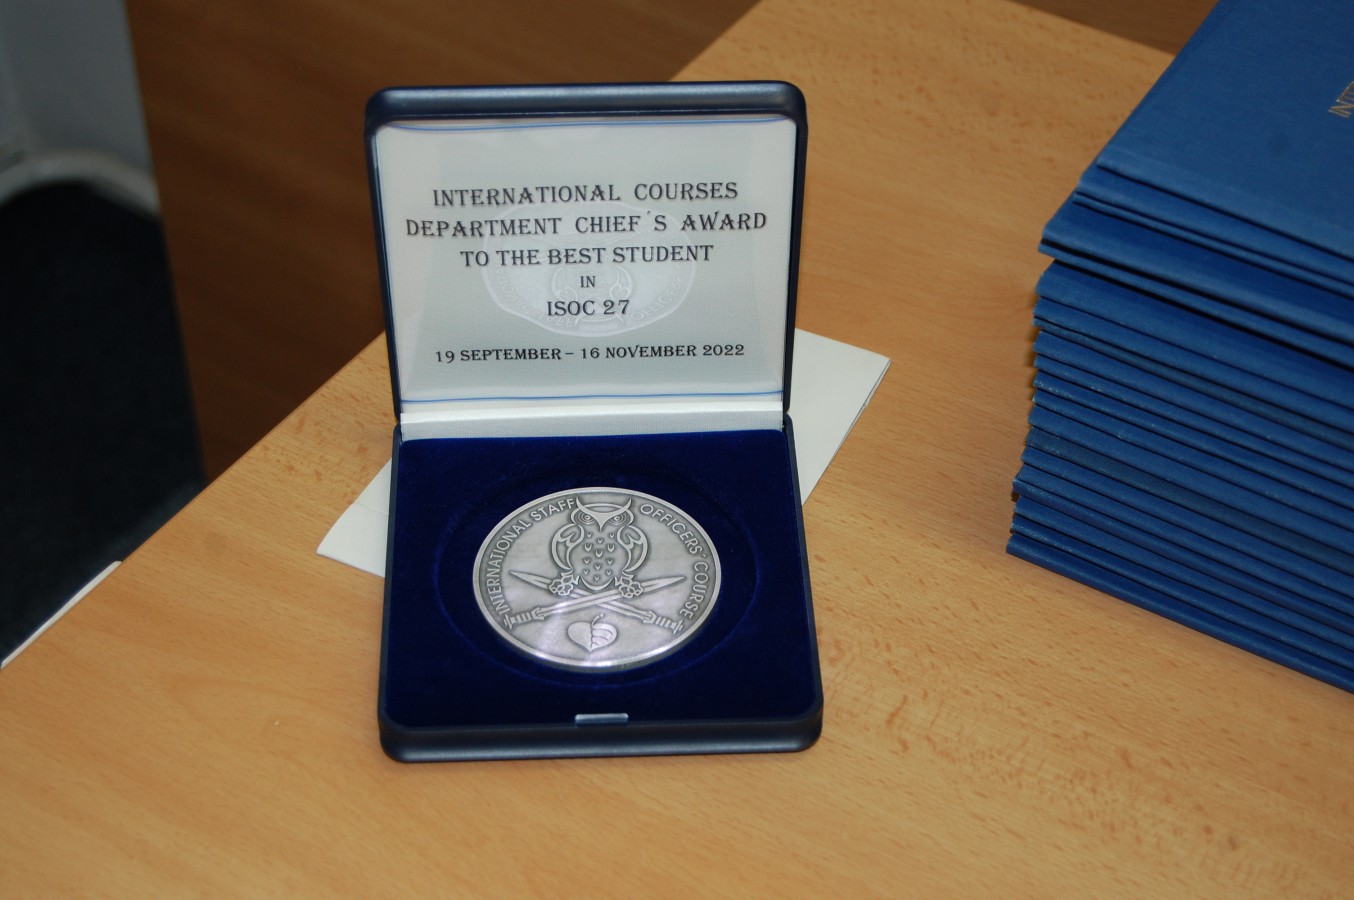 INTERNATIONAL COURSES
DEPARTMENT CHIEF´S AWARD
TO THE BEST STUDENT
IN
ISOC 27
19 SEPTEMBER – 16 NOVEMBER 2022
INTERNATIONAL STAFF OFFICERS' COURSE